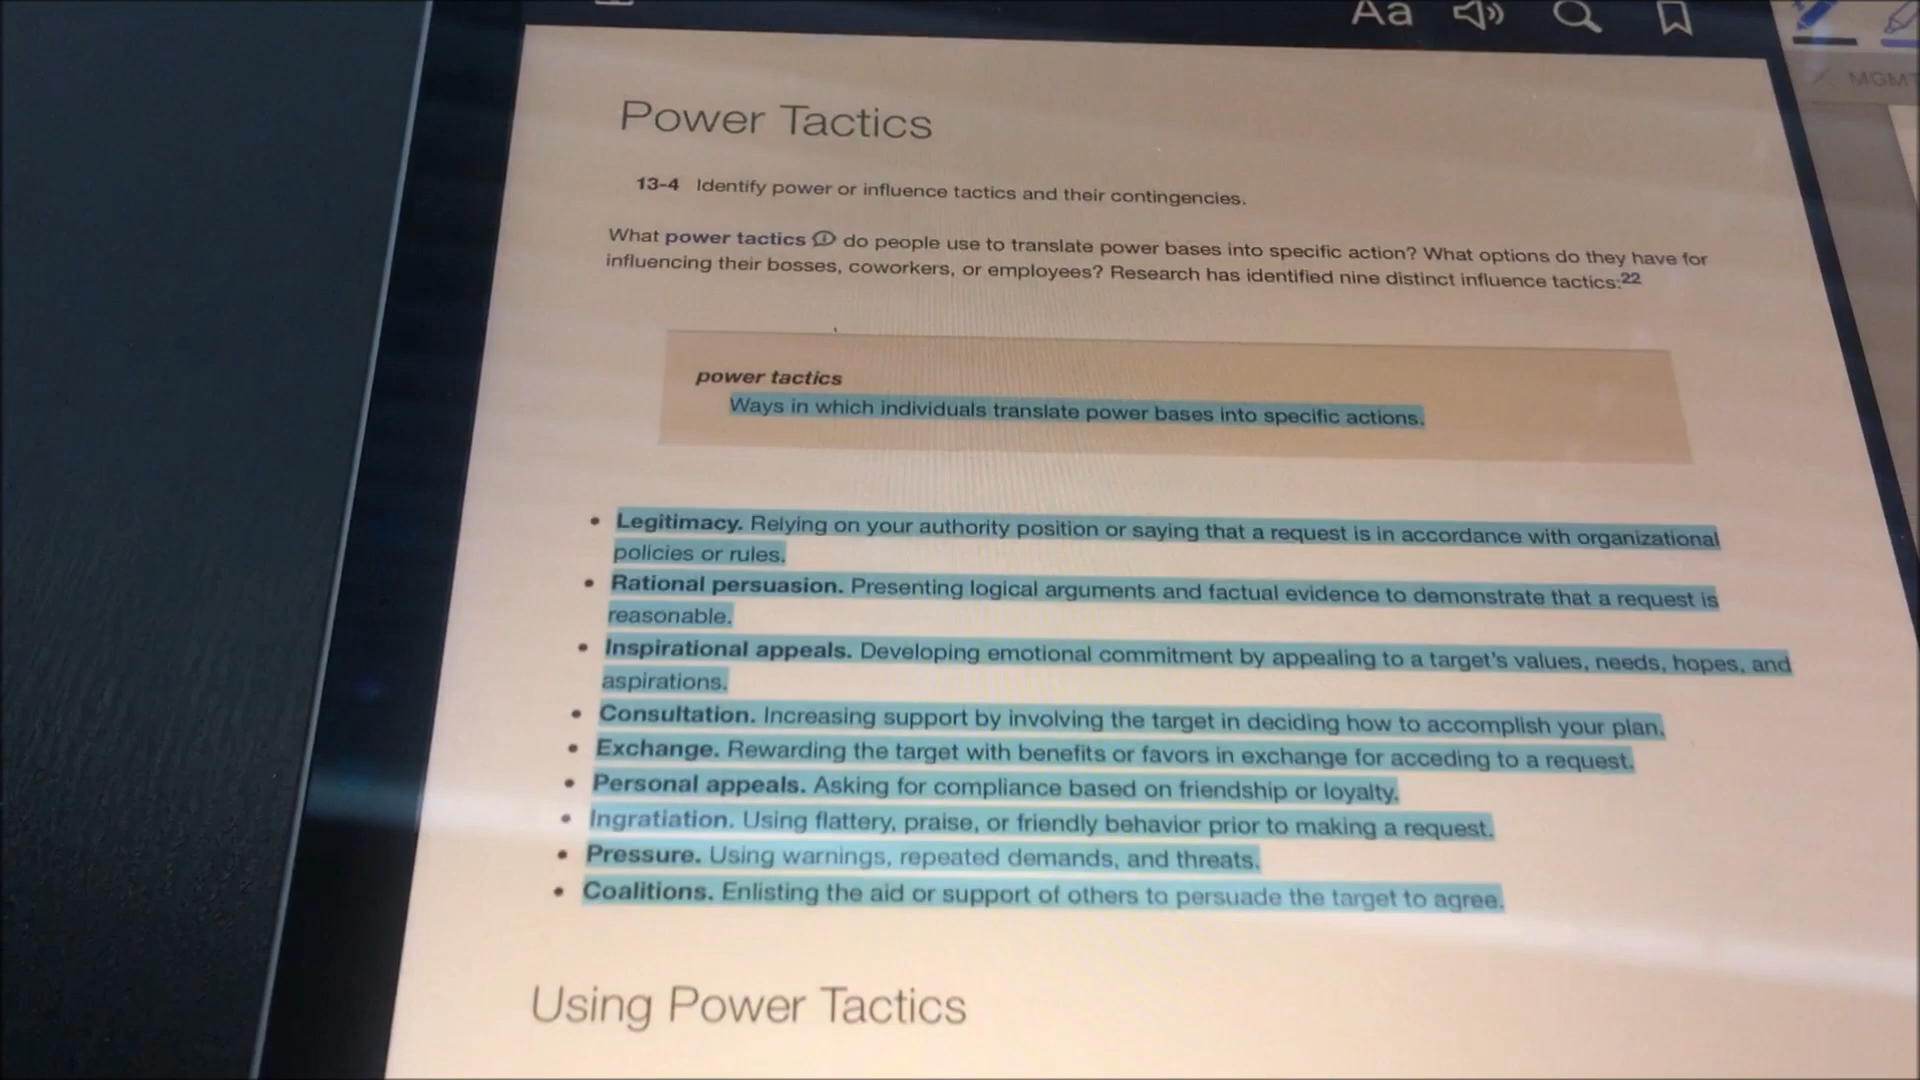 Aa
MGMT
Power Tactics
13-4 Identify power or influence tactics and their contingencies.
What power tactics do people use to translate power bases into specific action? What options do they have for
influencing their bosses, coworkers, or employees? Research has identified nine distinct influence tactics:22
power tactics
Ways in which individuals translate power bases into specific actions.
• Legitimacy. Relying on your authority position or saying that a request is in accordance with organizational
policies or rules.
• Rational persuasion. Presenting logical arguments and factual evidence to demonstrate that a request is
reasonable.
• Inspirational appeals. Developing emotional commitment by appealing to a target's values, needs, hopes, and
aspirations.
• Consultation. Increasing support by involving the target in deciding how to accomplish your plan.
• Exchange. Rewarding the target with benefits or favors in exchange for acceding to a request.
• Personal appeals. Asking for compliance based on friendship or loyalty.
• Ingratiation. Using flattery, praise, or friendly behavior prior to making a request.
• Pressure. Using warnings, repeated demands, and threats.
• Coalitions. Enlisting the aid or support of others to persuade the target to agree.
Using Power Tactics